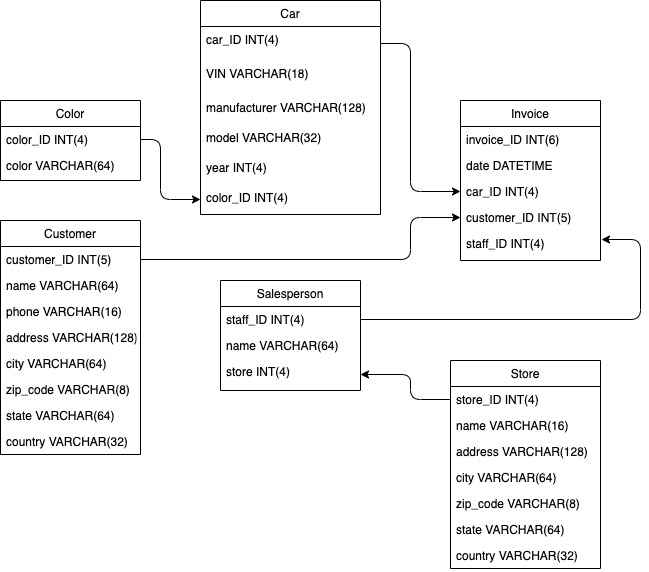 Car
car_ID INT(4)
VIN VARCHAR(18)
manufacturer VARCHAR(128)
model VARCHAR(32)
year INT(4)
color_ID INT(4)
Color
color_ID INT(4)
color VARCHAR(64)
Invoice
invoice_ID INT(6)
date DATETIME
car_ID INT(4)
customer_ID INT(5)
staff_ID INT(4)
Customer
customer_ID INT(5)
name VARCHAR(64)
phone VARCHAR(16)
address VARCHAR(128)
city VARCHAR(64)
zip_code VARCHAR(8)
state VARCHAR(64)
country VARCHAR(32)
Salesperson
staff_ID INT(4)
name VARCHAR(64)
store INT(4)
Store
store_ID INT(4)
name VARCHAR(16)
address VARCHAR(128)
city VARCHAR(64)
zip_code VARCHAR(8)
state VARCHAR(64)
country VARCHAR(32)